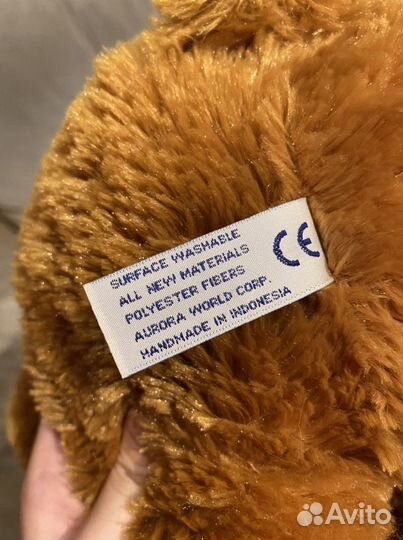 SURFACE WASHABLE
ALL NEW MATERIALS
POLYESTER FIBERS
AURORA WORLD CORP.
HANDMADE IN INDONESIA
CE
Avito